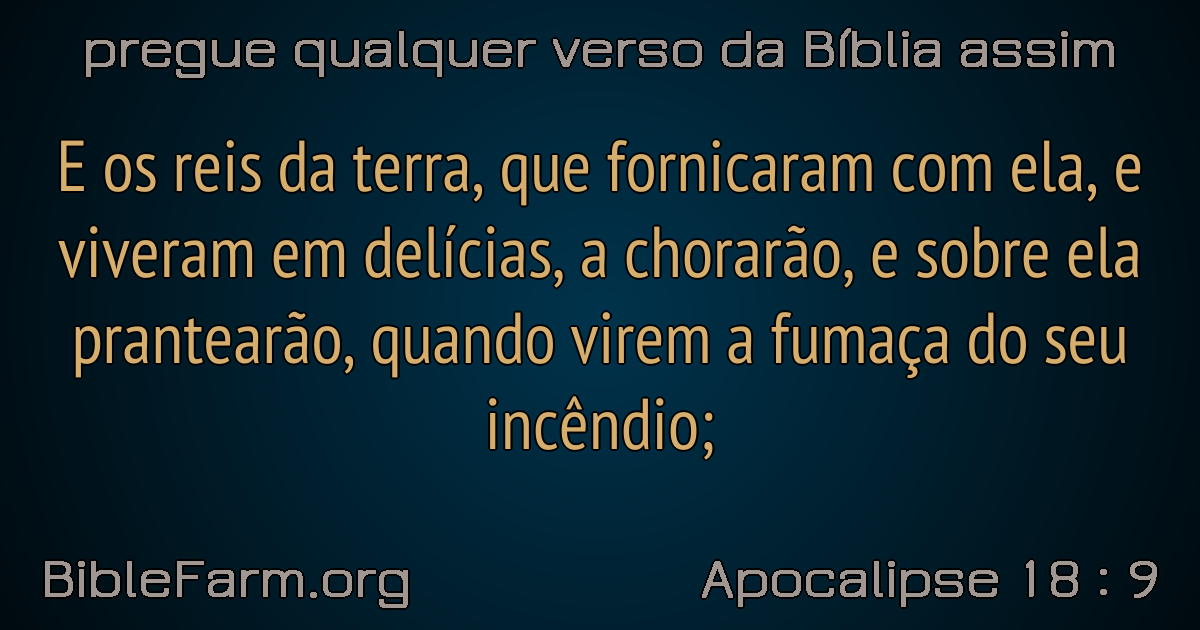 pregue qualquer verso da Bíblia assim
E os reis da terra, que fornicaram com ela, e
viveram em delícias, a chorarão, e sobre ela
prantearão, quando virem a fumaça do seu
incêndio;
BibleFarm.org
Apocalipse 18 : 9